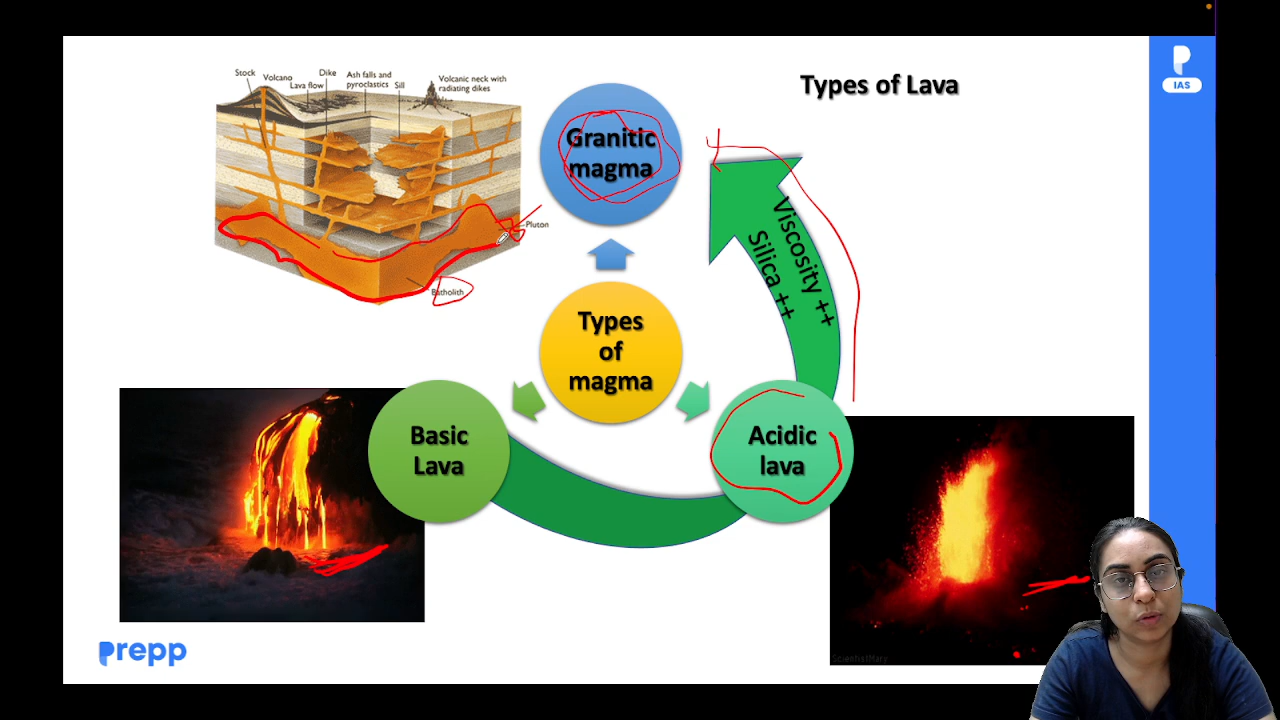 Types of Lava
IAS
Stock
Volcano
Lava flow
Dike
Ash falls and
pyroclastics
Sill
Volcanic neck with
radiating dikes
Pluton
Batholith
Granitic
magma
Viscosity ++
Silica ++
Types
of
magma
Basic
Lava
Acidic
lava
prepp